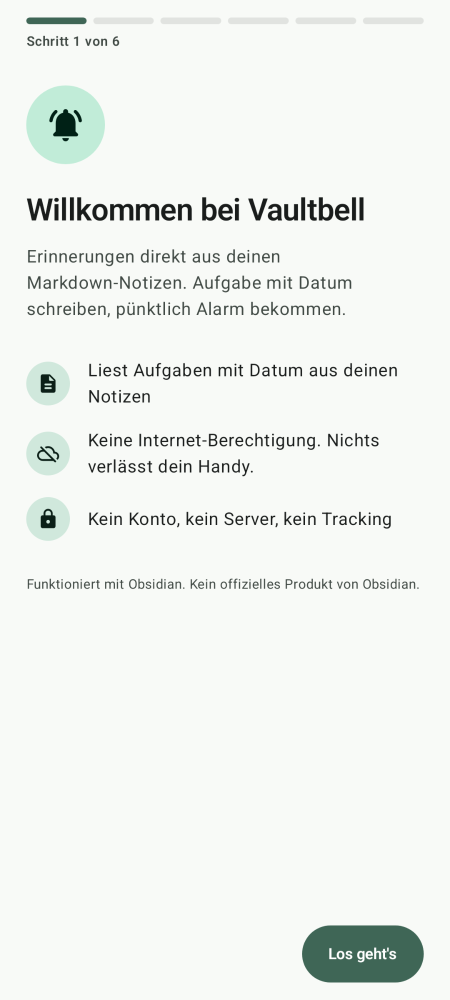 Schritt 1 von 6
Willkommen bei Vaultbell
Erinnerungen direkt aus deinen
Markdown-Notizen. Aufgabe mit Datum
schreiben, pünktlich Alarm bekommen.
Liest Aufgaben mit Datum aus deinen
Notizen
Keine Internet-Berechtigung. Nichts
verlässt dein Handy.
Kein Konto, kein Server, kein Tracking
Funktioniert mit Obsidian. Kein offizielles Produkt von Obsidian.
Los geht's